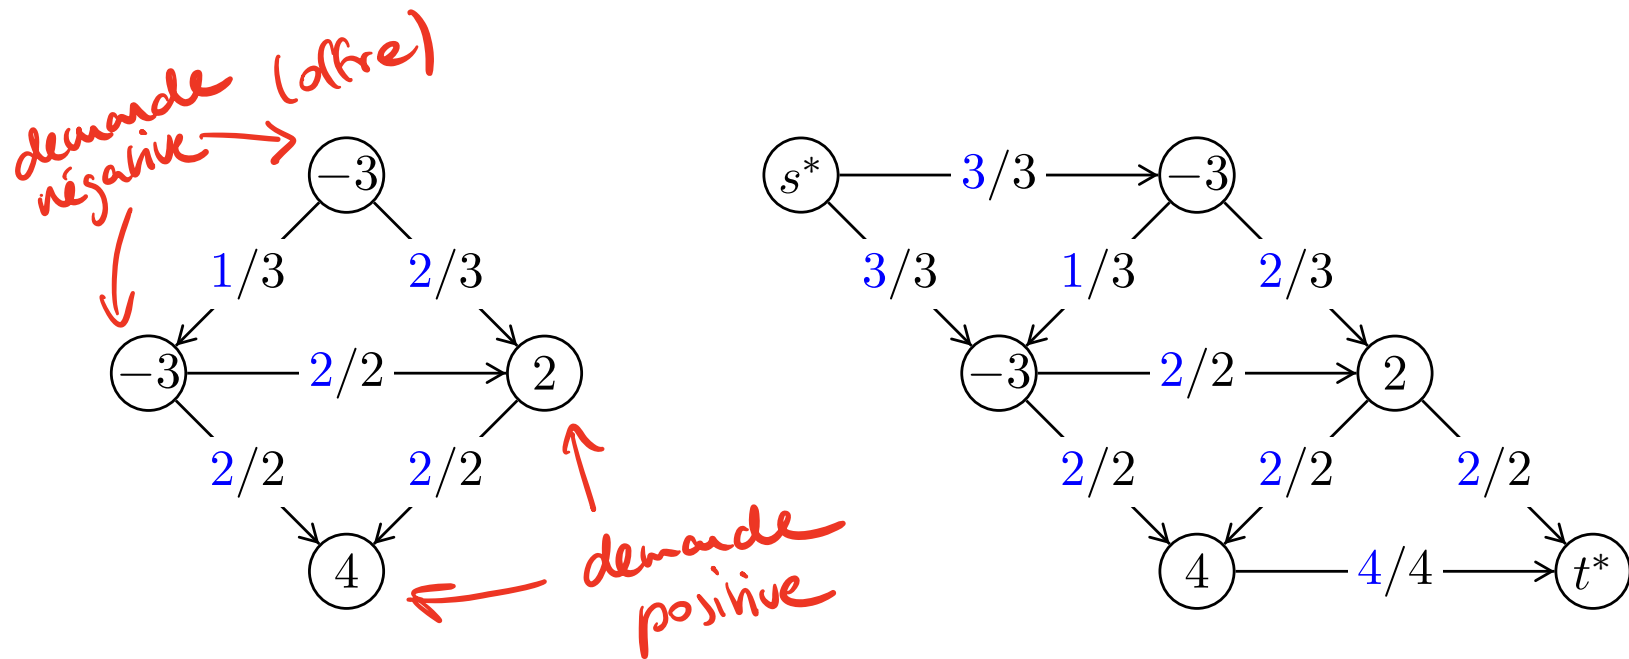 demande (offre)
négative
−3
1/3 2/3
−3 2/2 2
2/2 2/2
4
demande
positive
s* 3/3 −3
3/3 1/3 2/3
−3 2/2 2
2/2 2/2 2/2
4 4/4 t*